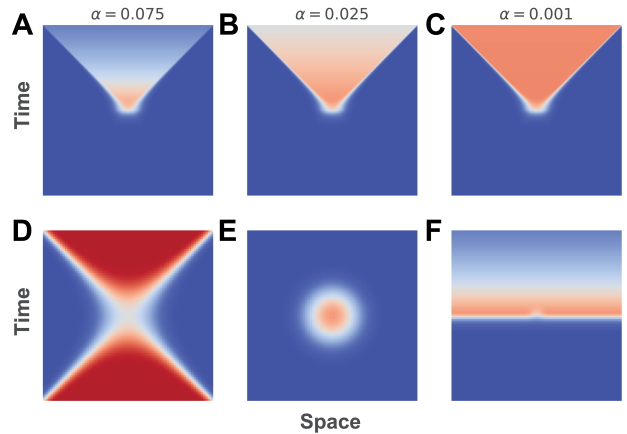 A α = 0.075 B α = 0.025 C α = 0.001
Time
D E F
Time
Space